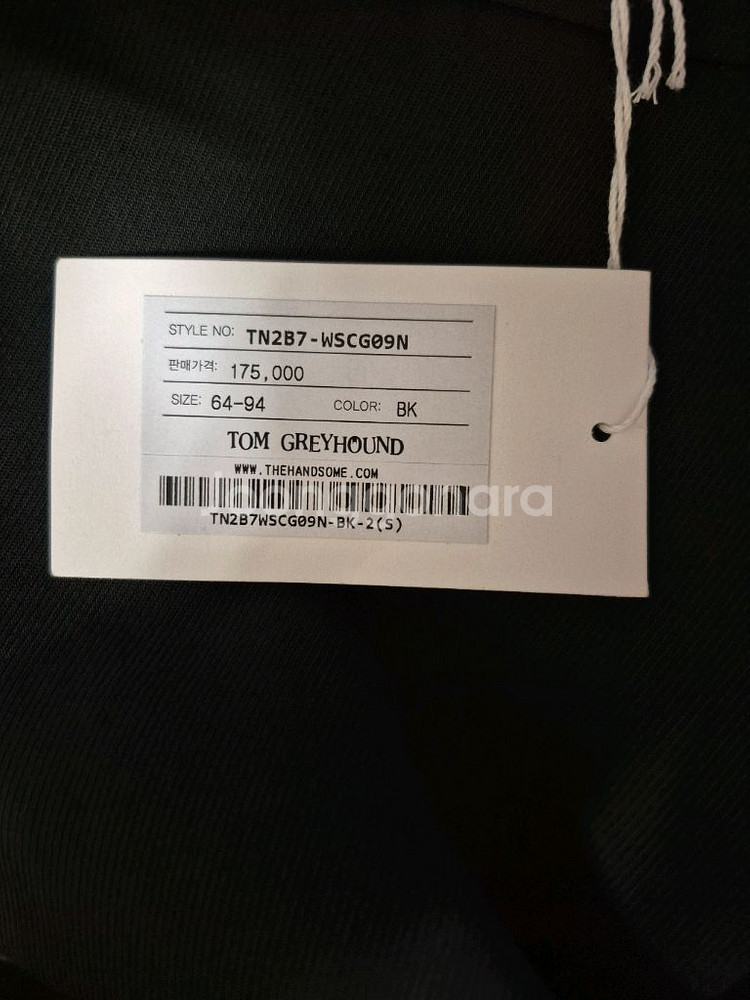 STYLE NO: TN2B7-WSCG09N
판매가격: 175,000
SIZE: 64-94 COLOR: BK
TOM GREYHOUND
WWW.THEHANDSOME.COM
TN2B7WSCG09N-BK-2(S)